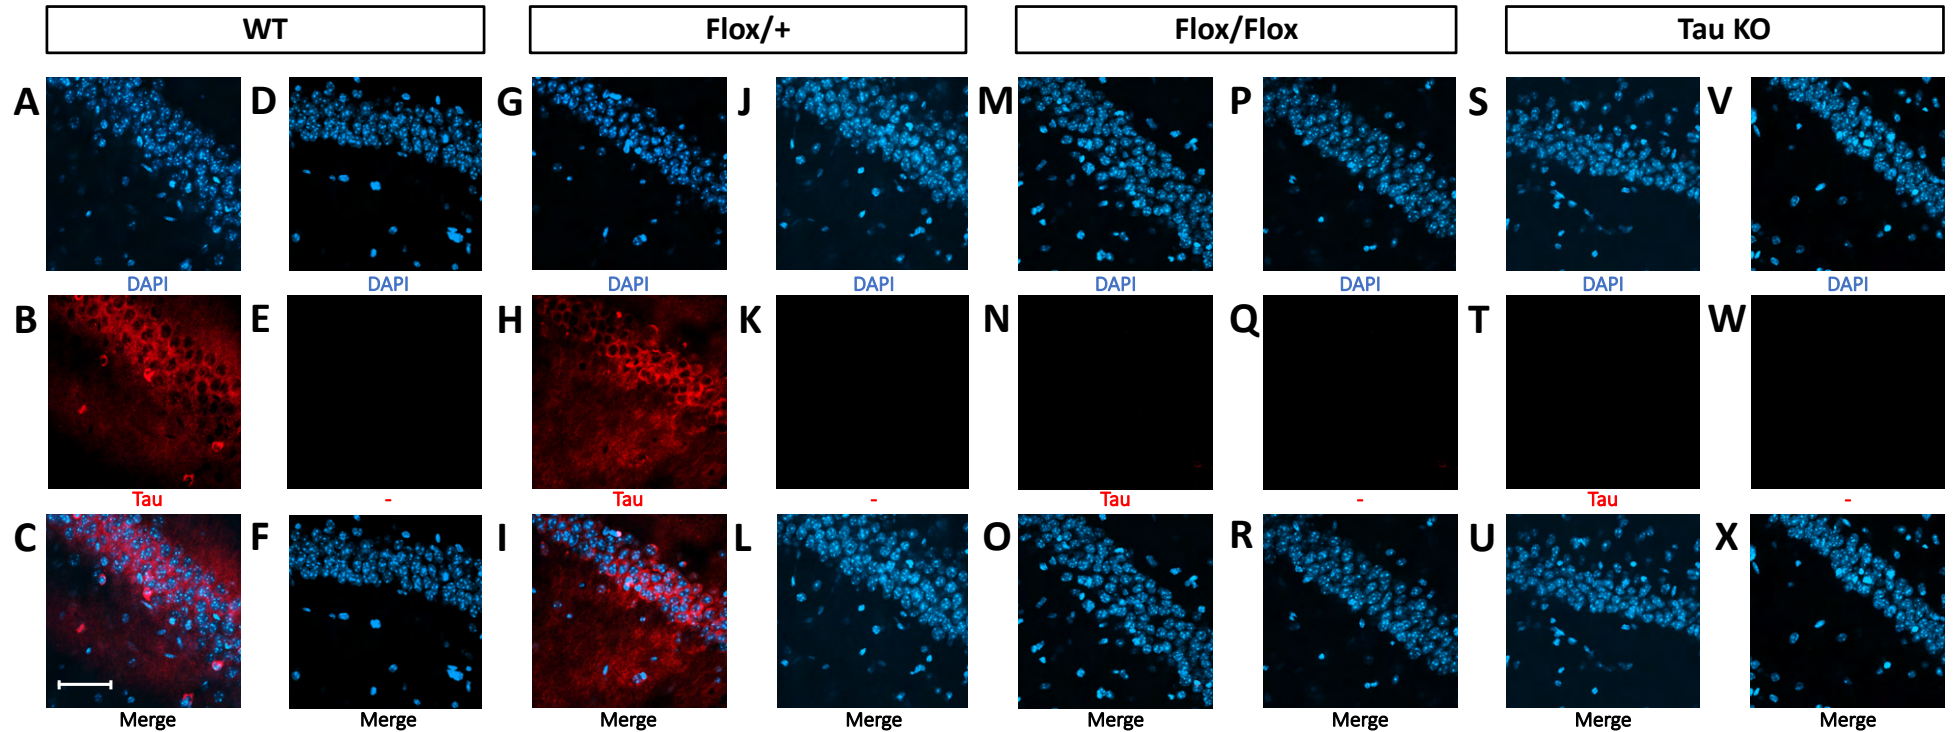 WT Flox/+ Flox/Flox Tau KO
A D G J M P S V
DAPI DAPI DAPI DAPI DAPI DAPI DAPI DAPI
B E H K N Q T W
Tau - Tau - Tau - Tau -
C F I L O R U X
Merge Merge Merge Merge Merge Merge Merge Merge